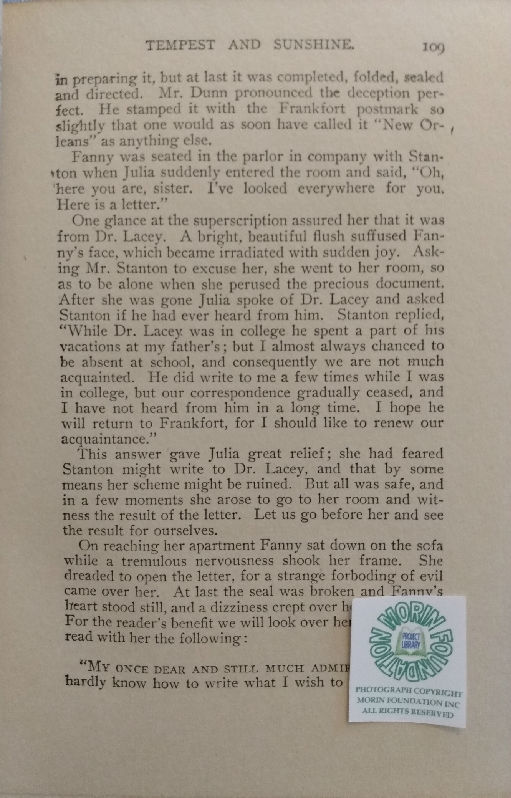 TEMPEST AND SUNSHINE. 109
in preparing it, but at last it was completed, folded, sealed
and directed. Mr. Dunn pronounced the deception per-
fect. He stamped it with the Frankfort postmark so
slightly that one would as soon have called it "New Or-
leans" as anything else.
Fanny was seated in the parlor in company with Stan-
ton when Julia suddenly entered the room and said, "Oh,
here you are, sister. I've looked everywhere for you.
Here is a letter."
One glance at the superscription assured her that it was
from Dr. Lacey. A bright, beautiful flush suffused Fan-
ny's face, which became irradiated with sudden joy. Ask-
ing Mr. Stanton to excuse her, she went to her room, so
as to be alone when she perused the precious document.
After she was gone Julia spoke of Dr. Lacey and asked
Stanton if he had ever heard from him. Stanton replied,
"While Dr. Lacey was in college he spent a part of his
vacations at my father's; but I almost always chanced to
be absent at school, and consequently we are not much
acquainted. He did write to me a few times while I was
in college, but our correspondence gradually ceased, and
I have not heard from him in a long time. I hope he
will return to Frankfort, for I should like to renew our
acquaintance."
This answer gave Julia great relief; she had feared
Stanton might write to Dr. Lacey, and that by some
means her scheme might be ruined. But all was safe, and
in a few moments she arose to go to her room and wit-
ness the result of the letter. Let us go before her and see
the result for ourselves.
On reaching her apartment Fanny sat down on the sofa
while a tremulous nervousness shook her frame. She
dreaded to open the letter, for a strange forboding of evil
came over her. At last the seal was broken and Fanny's
heart stood still, and a dizziness crept over
For the reader's benefit we will look over
read with her the following:
"MY ONCE DEAR AND STILL MUCH
hardly know how to write what I wish to
MORIN FOUNDATION
PROJECT
LIBRARY
PHOTOGRAPH COPYRIGHT
MORIN FOUNDATION INC
ALL RIGHTS RESERVED